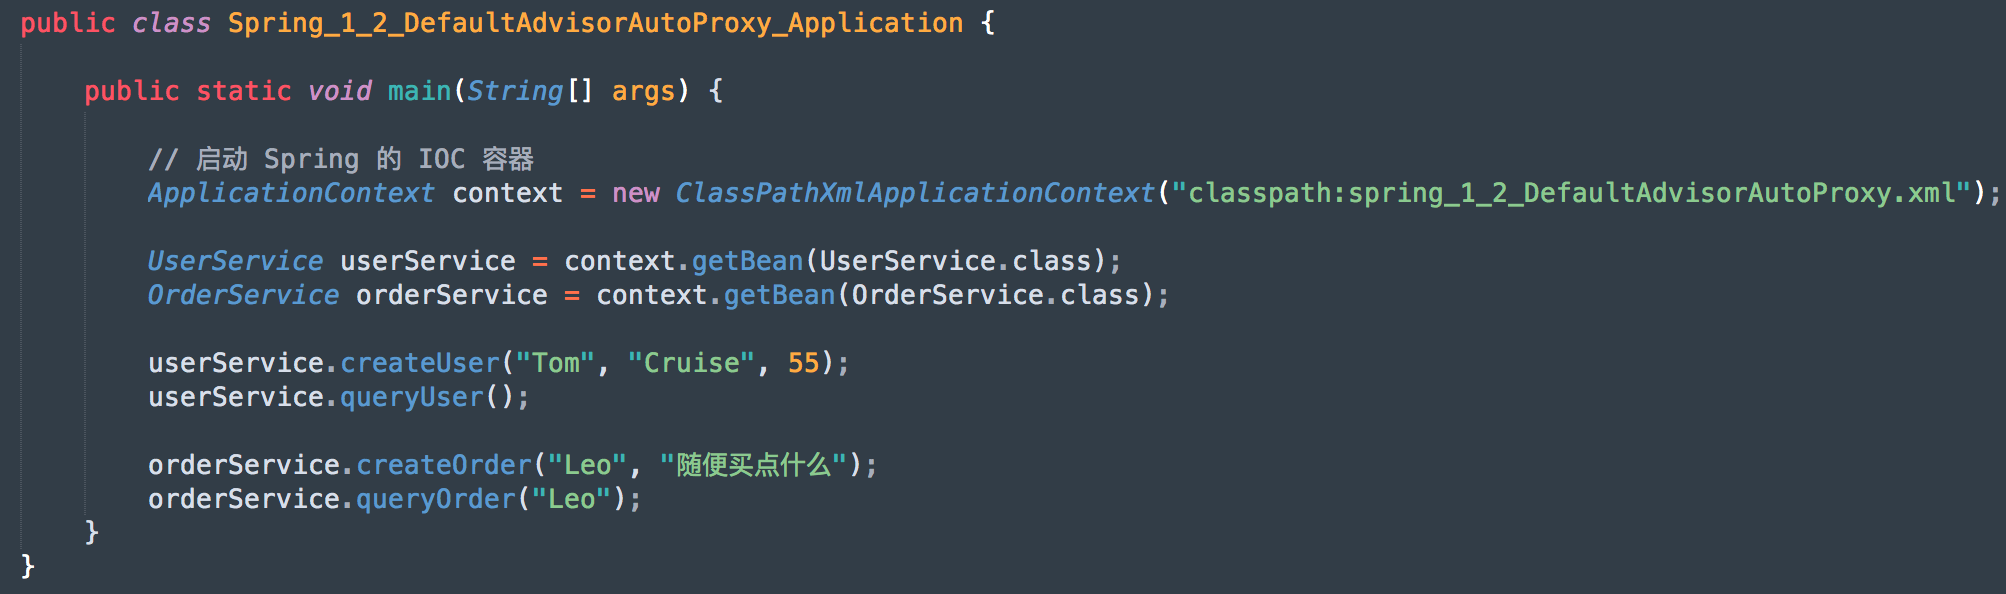 public class Spring_1_2_DefaultAdvisorAutoProxy_Application {
public static void main(String[] args) {
// 启动 Spring 的 IOC 容器
ApplicationContext context = new ClassPathXmlApplicationContext("classpath:spring_1_2_DefaultAdvisorAutoProxy.xml");
UserService userService = context.getBean(UserService.class);
OrderService orderService = context.getBean(OrderService.class);
userService.createUser("Tom", "Cruise", 55);
userService.queryUser();
orderService.createOrder("Leo", "随便买点什么");
orderService.queryOrder("Leo");
}
}